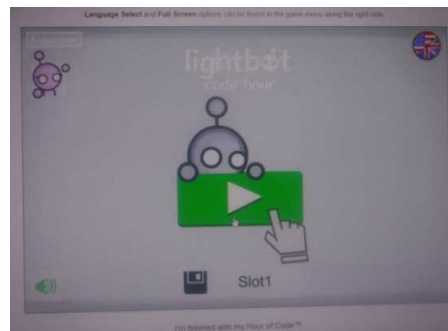 Language Select and Full Screen options can be found in the game menu along the right side.
lightbot
code hour
Slot1
I'm finished with my Hour of Code™